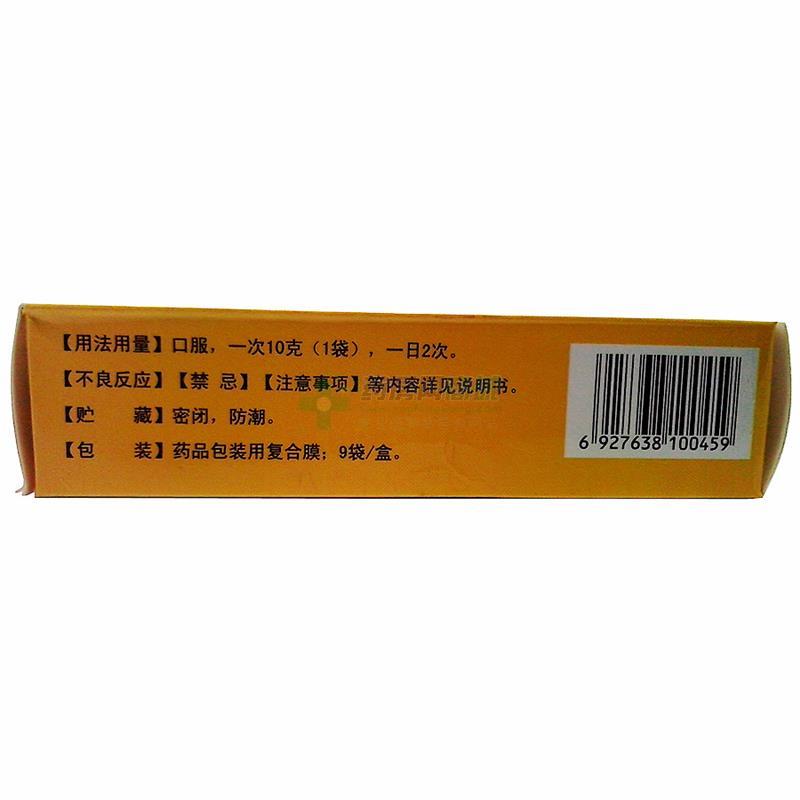 【用法用量】口服，一次10克（1袋），一日2次。
【不良反应】【禁 忌】【注意事项】等内容详见说明书。
【贮 藏】密闭，防潮。
【包 装】药品包装用复合膜；9袋/盒。
6 927638 100459